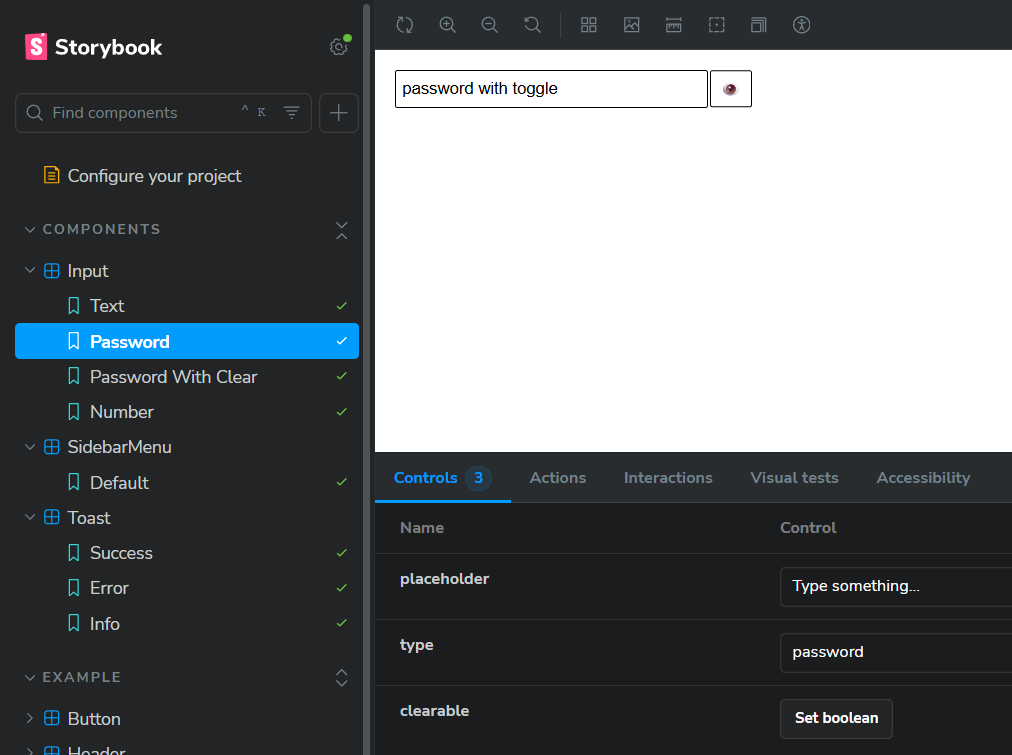 Storybook
Find components
^ K
Configure your project
COMPONENTS
Input
Text
Password
Password With Clear
Number
SidebarMenu
Default
Toast
Success
Error
Info
EXAMPLE
Button
Header
password with toggle
Controls 3 Actions Interactions Visual tests Accessibility
Name Control
placeholder Type something...
type password
clearable Set boolean